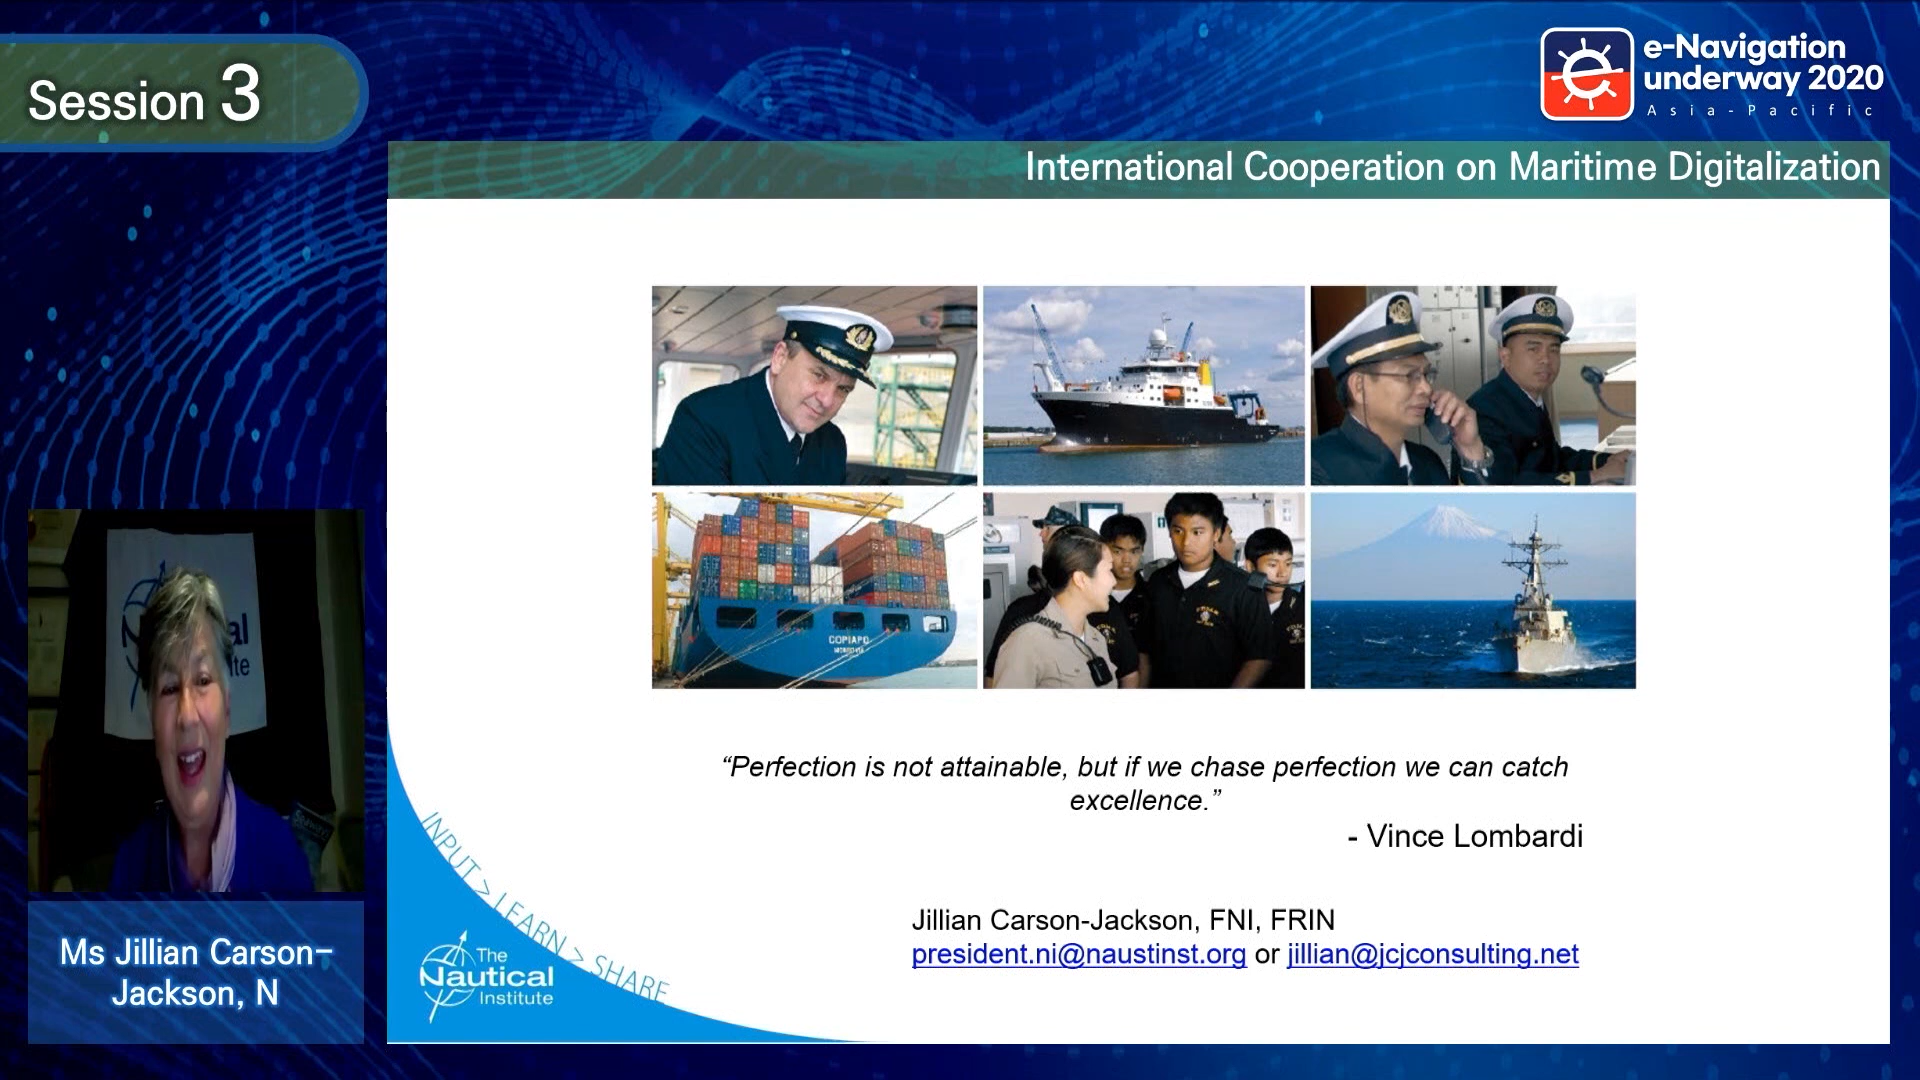 Session 3
e-Navigation
underway 2020
Asia-Pacific
International Cooperation on Maritime Digitalization
COPIAPO
MONROVIA
“Perfection is not attainable, but if we chase perfection we can catch
excellence.”
- Vince Lombardi
Jillian Carson-Jackson, FNI, FRIN
president.ni@naustinst.org or jillian@jcjconsulting.net
INPUT > LEARN > SHARE
The
Nautical
Institute
Ms Jillian Carson-
Jackson, N